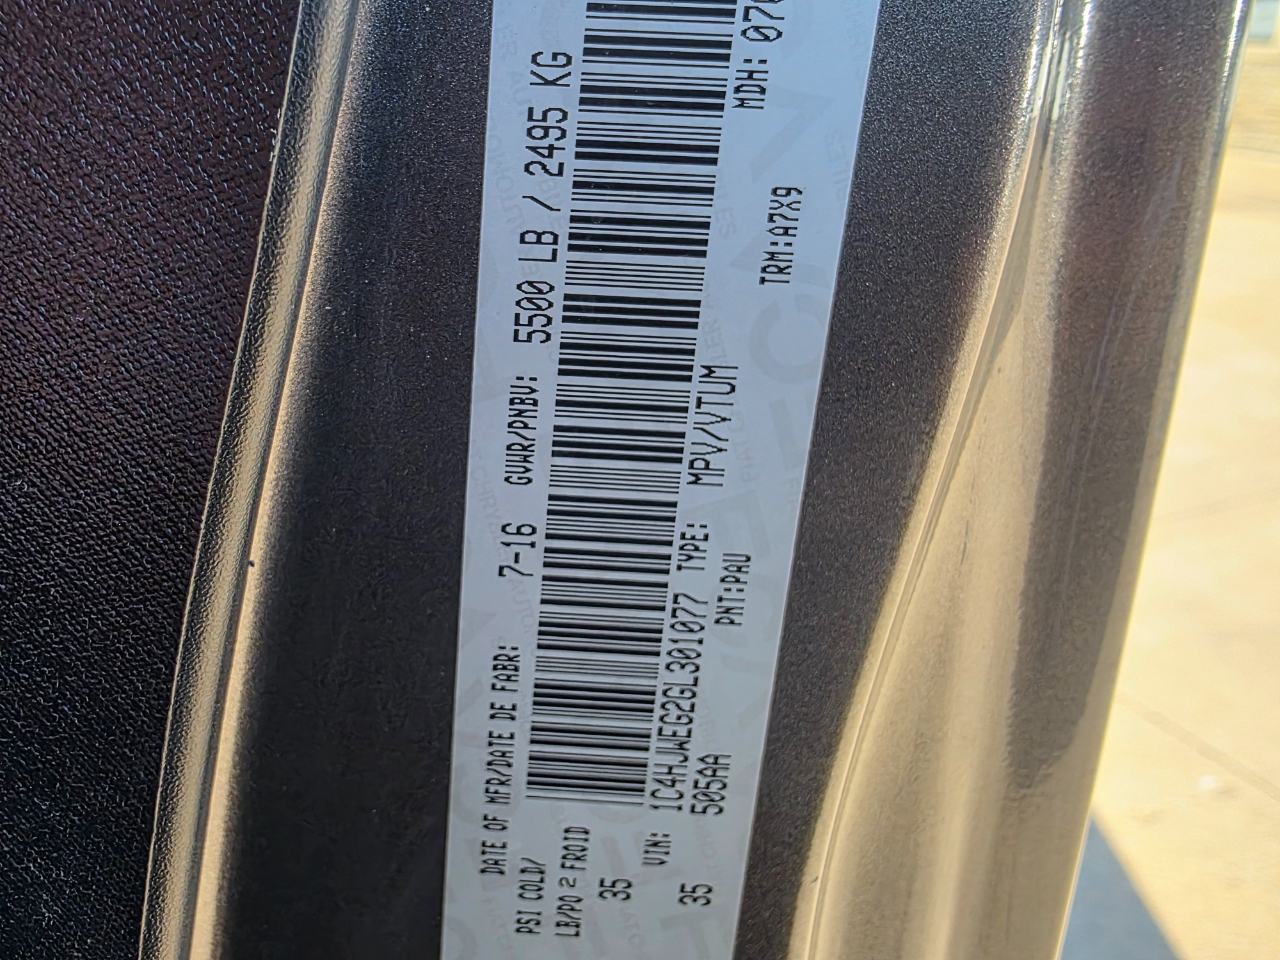 DATE OF MFR/DATE DE FABR: 7-16 GVWR/PNBV: 5500 LB / 2495 KG
PSI COLD/
LB/PO2 FROID
35
VIN: 1C4HJWEG2GL301077 TYPE: MPV/VTUM MDH: 070
35 505AA PNT:PAU TRM:A7X9